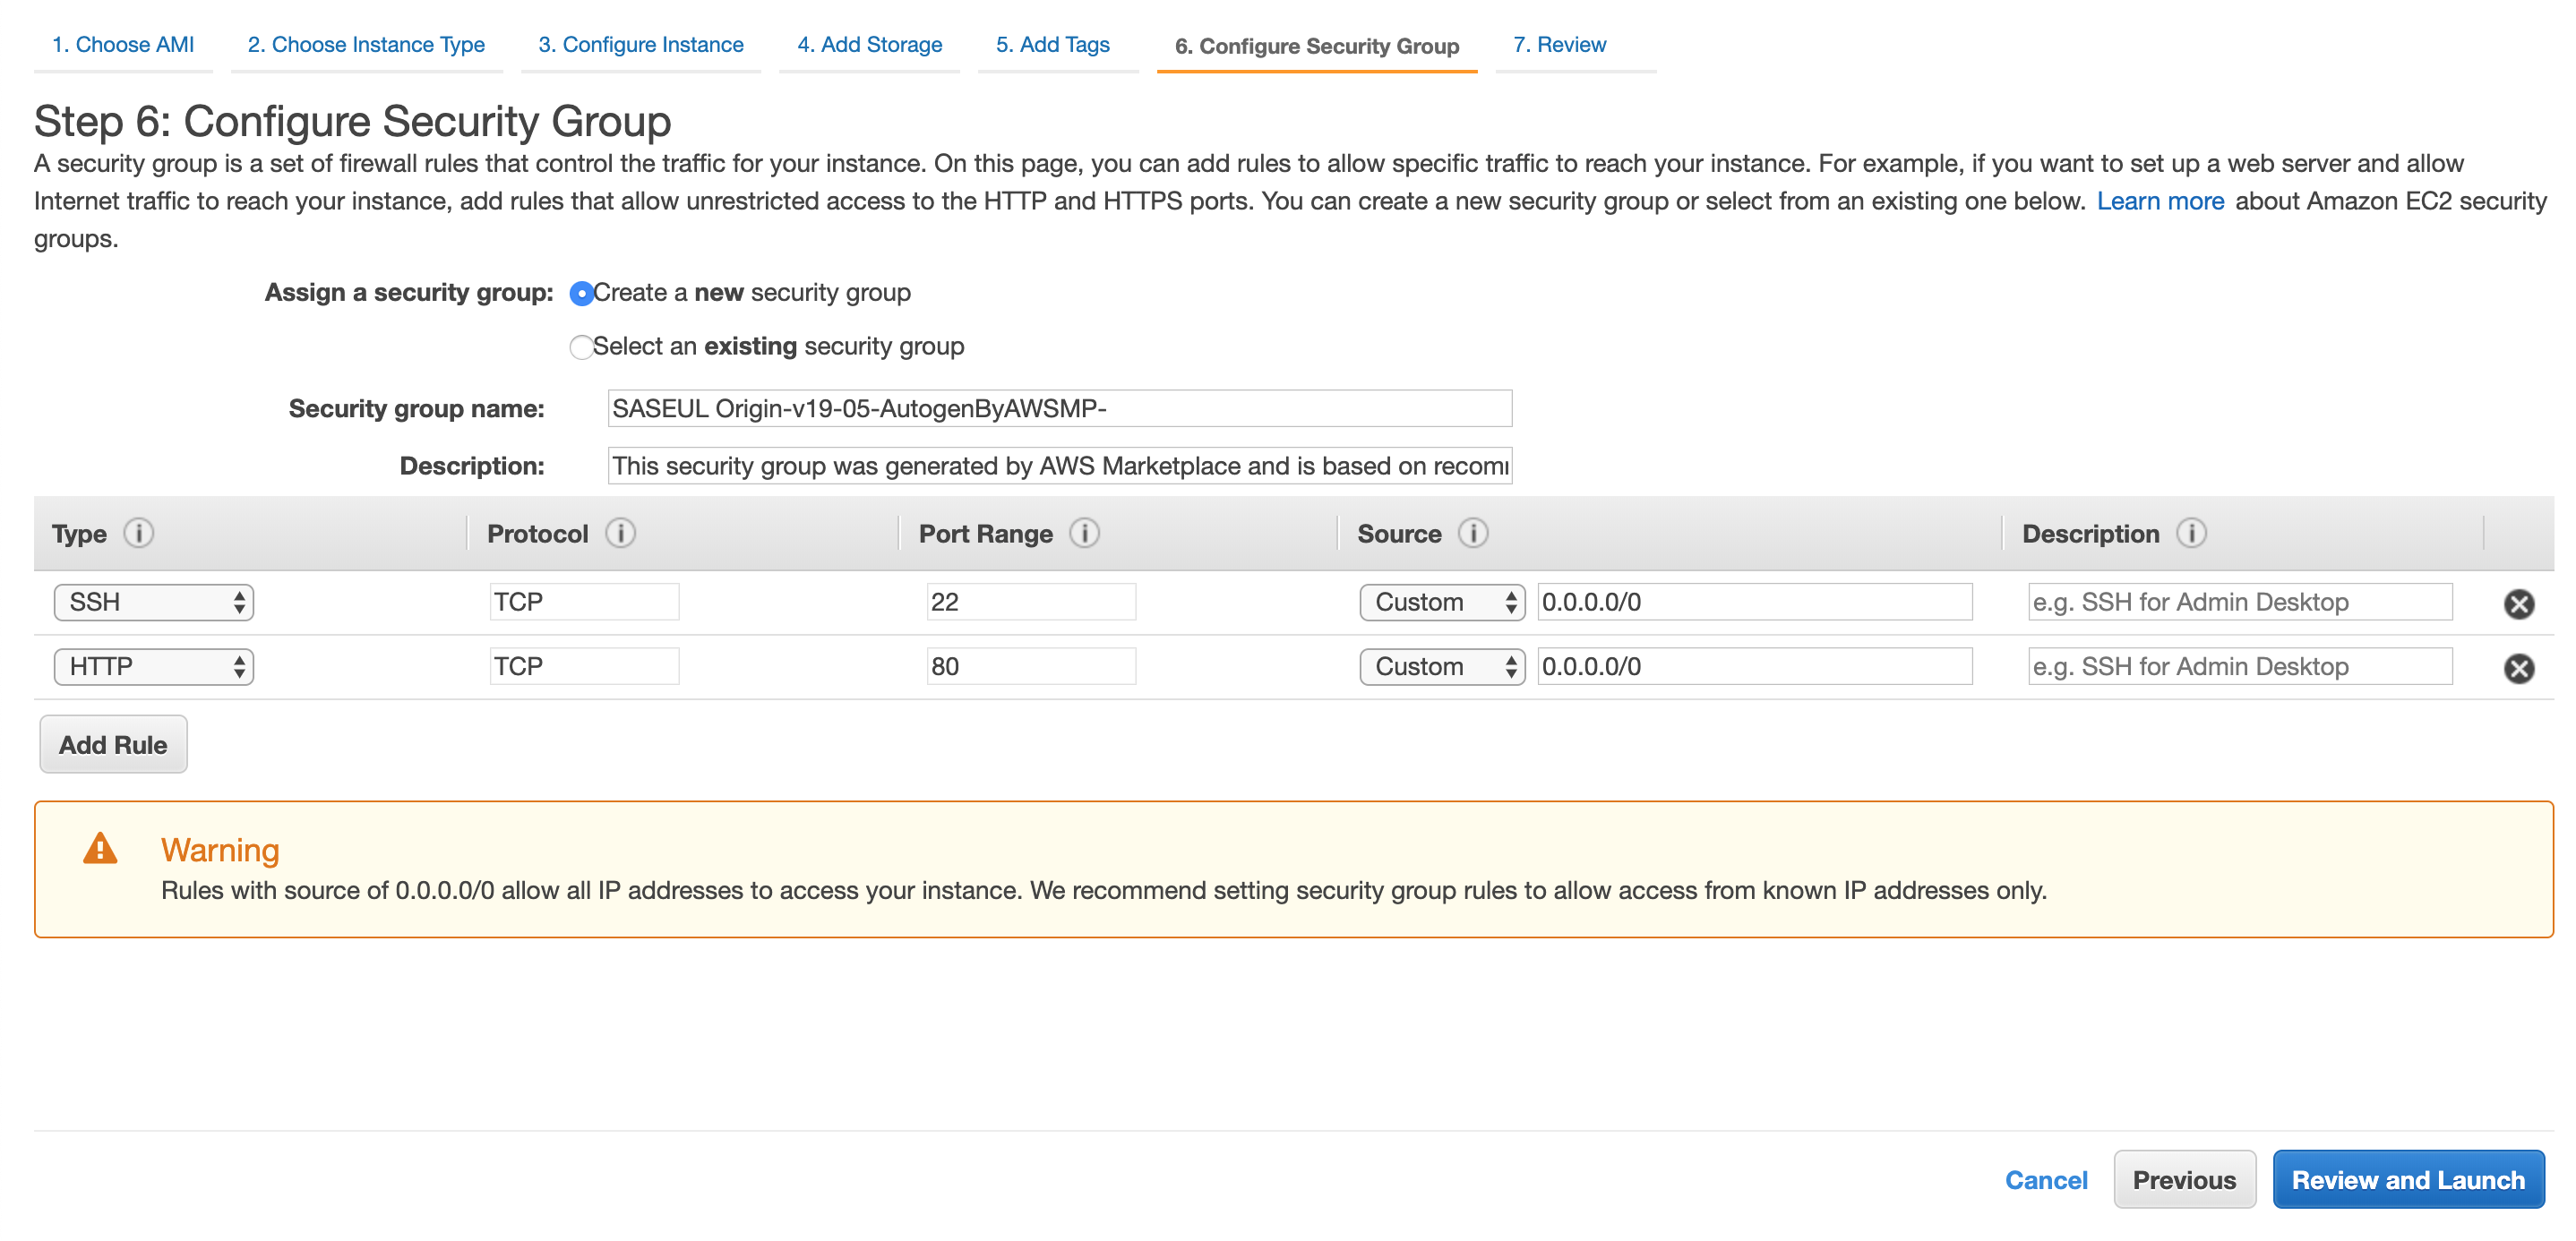 1. Choose AMI 2. Choose Instance Type 3. Configure Instance 4. Add Storage 5. Add Tags 6. Configure Security Group 7. Review
Step 6: Configure Security Group
A security group is a set of firewall rules that control the traffic for your instance. On this page, you can add rules to allow specific traffic to reach your instance. For example, if you want to set up a web server and allow
Internet traffic to reach your instance, add rules that allow unrestricted access to the HTTP and HTTPS ports. You can create a new security group or select from an existing one below. Learn more about Amazon EC2 security
groups.
Assign a security group: Create a new security group
Select an existing security group
Security group name: SASEUL Origin-v19-05-AutogenByAWSMP-
Description: This security group was generated by AWS Marketplace and is based on
Type Protocol Port Range Source Description
SSH TCP 22 Custom 0.0.0.0/0 e.g. SSH for Admin Desktop
HTTP TCP 80 Custom 0.0.0.0/0 e.g. SSH for Admin Desktop
Add Rule
Warning
Rules with source of 0.0.0.0/0 allow all IP addresses to access your instance. We recommend setting security group rules to allow access from known IP addresses only.
Cancel Previous Review and Launch